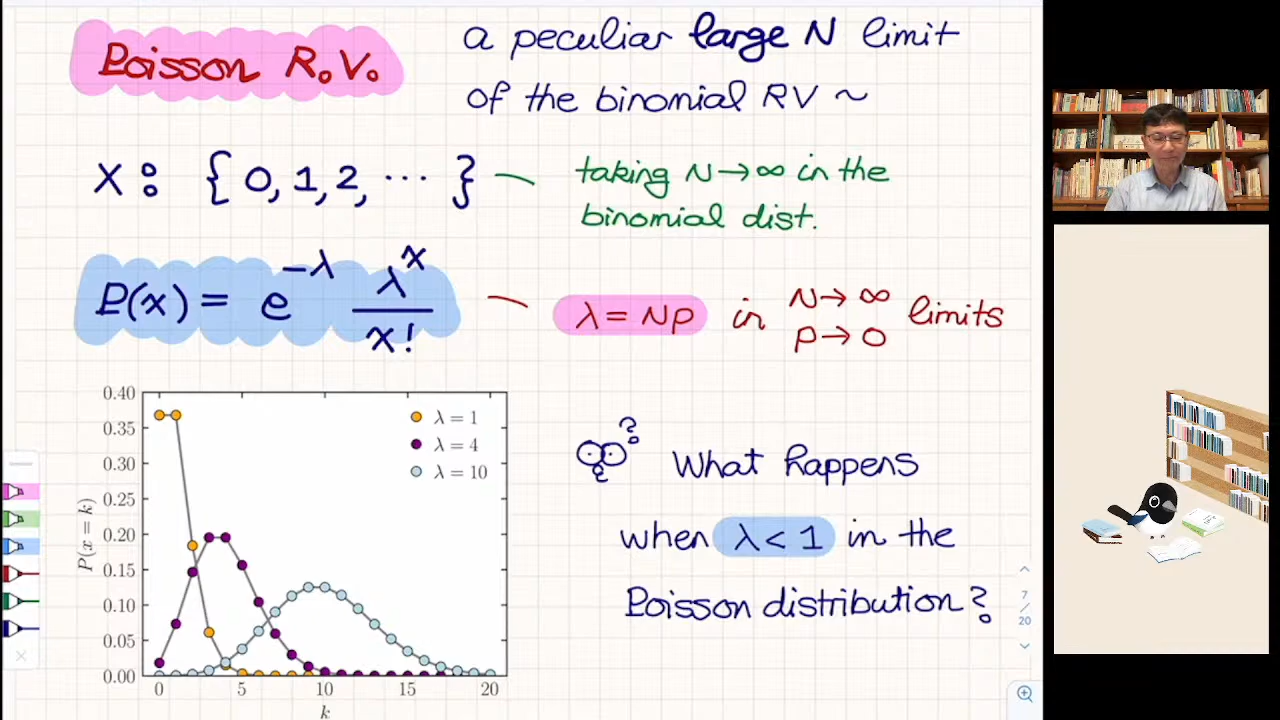 Poisson R.V.
a peculiar large N limit
of the binomial RV ~
x : { 0, 1, 2, ... }
taking N → ∞ in the
binomial dist.
P(x) = e^{-λ} λ^x / x!
λ = Np in N → ∞ p → 0 limits
0.40
0.35
0.30
0.25
0.20
0.15
0.10
0.05
0.00
P(x = k)
λ = 1
λ = 4
λ = 10
0 5 10 15 20
k
?
What happens
when λ < 1 in the
Poisson distribution?
7
/
20